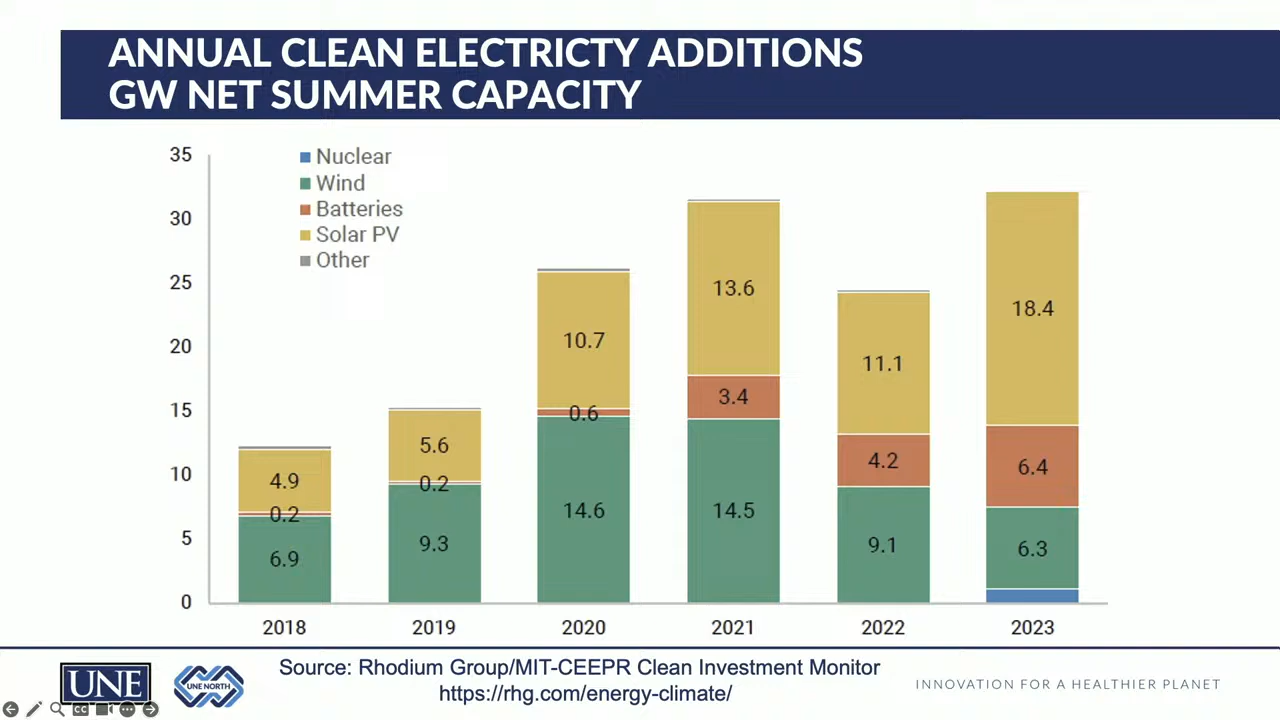 ANNUAL CLEAN ELECTRICTY ADDITIONS
GW NET SUMMER CAPACITY
35
30
25
20
15
10
5
0
Nuclear
Wind
Batteries
Solar PV
Other
4.9
0.2
6.9
5.6
0.2
9.3
10.7
0.6
14.6
13.6
3.4
14.5
11.1
4.2
9.1
18.4
6.4
6.3
2018 2019 2020 2021 2022 2023
UNE
UNE NORTH
Source: Rhodium Group/MIT-CEEPR Clean Investment Monitor
https://rhg.com/energy-climate/
INNOVATION FOR A HEALTHIER PLANET
CC